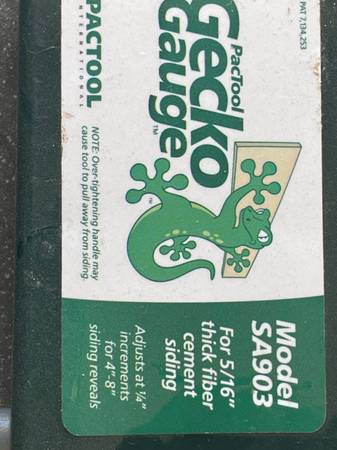 PAT 7,134,253
PacTool
Gecko
Gauge™
PACTOOL
INTERNATIONAL
NOTE: Over-tightening handle may
cause tool to pull away from siding.
™
Model
SA903
For 5/16"
thick fiber
cement
siding
Adjusts at ¼"
increments
for 4"-8"
siding reveals